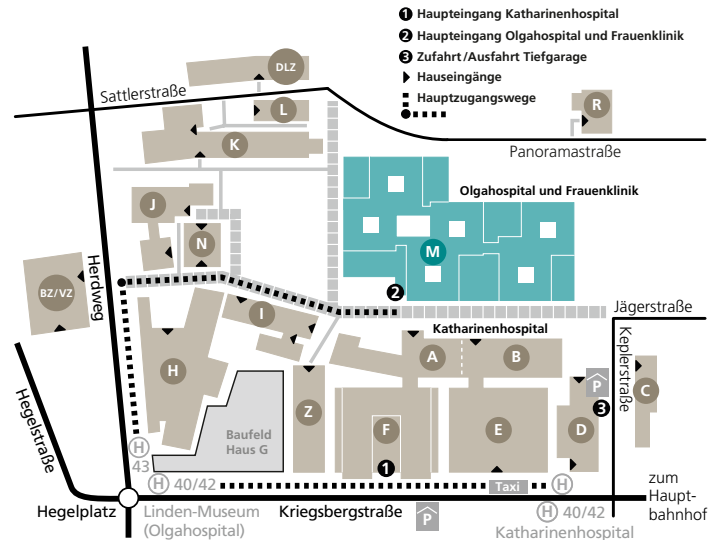 1 Haupteingang Katharinenhospital
2 Haupteingang Olgahospital und Frauenklinik
3 Zufahrt/Ausfahrt Tiefgarage
Hauseingänge
Hauptzugangswege
DLZ
Sattlerstraße
L
R
K
Panoramastraße
Olgahospital und Frauenklinik
J
N
M
Herdweg
BZ/VZ
2
Jägerstraße
I
Katharinenhospital
Keplerstraße
A
B
H
C
P
Hegelstraße
Z
F
E
D
3
Baufeld
Haus G
H
43
1
H 40/42
Taxi
H
zum
Haupt-
bahnhof
Hegelplatz
Linden-Museum
(Olgahospital)
Kriegsbergstraße
P
H 40/42
Katharinenhospital